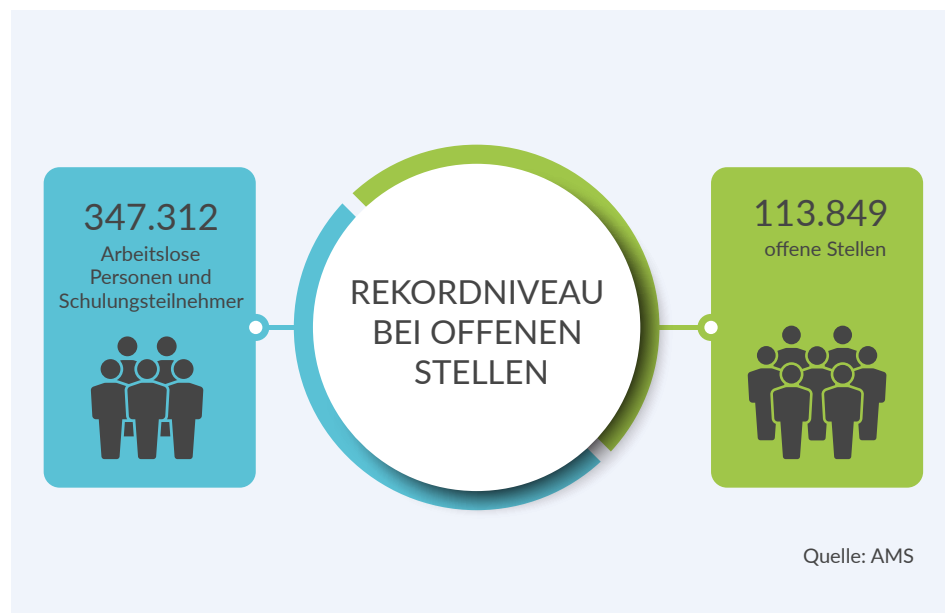 347.312
Arbeitslose
Personen und
Schulungsteilnehmer
REKORDNIVEAU
BEI OFFENEN
STELLEN
113.849
offene Stellen
Quelle: AMS